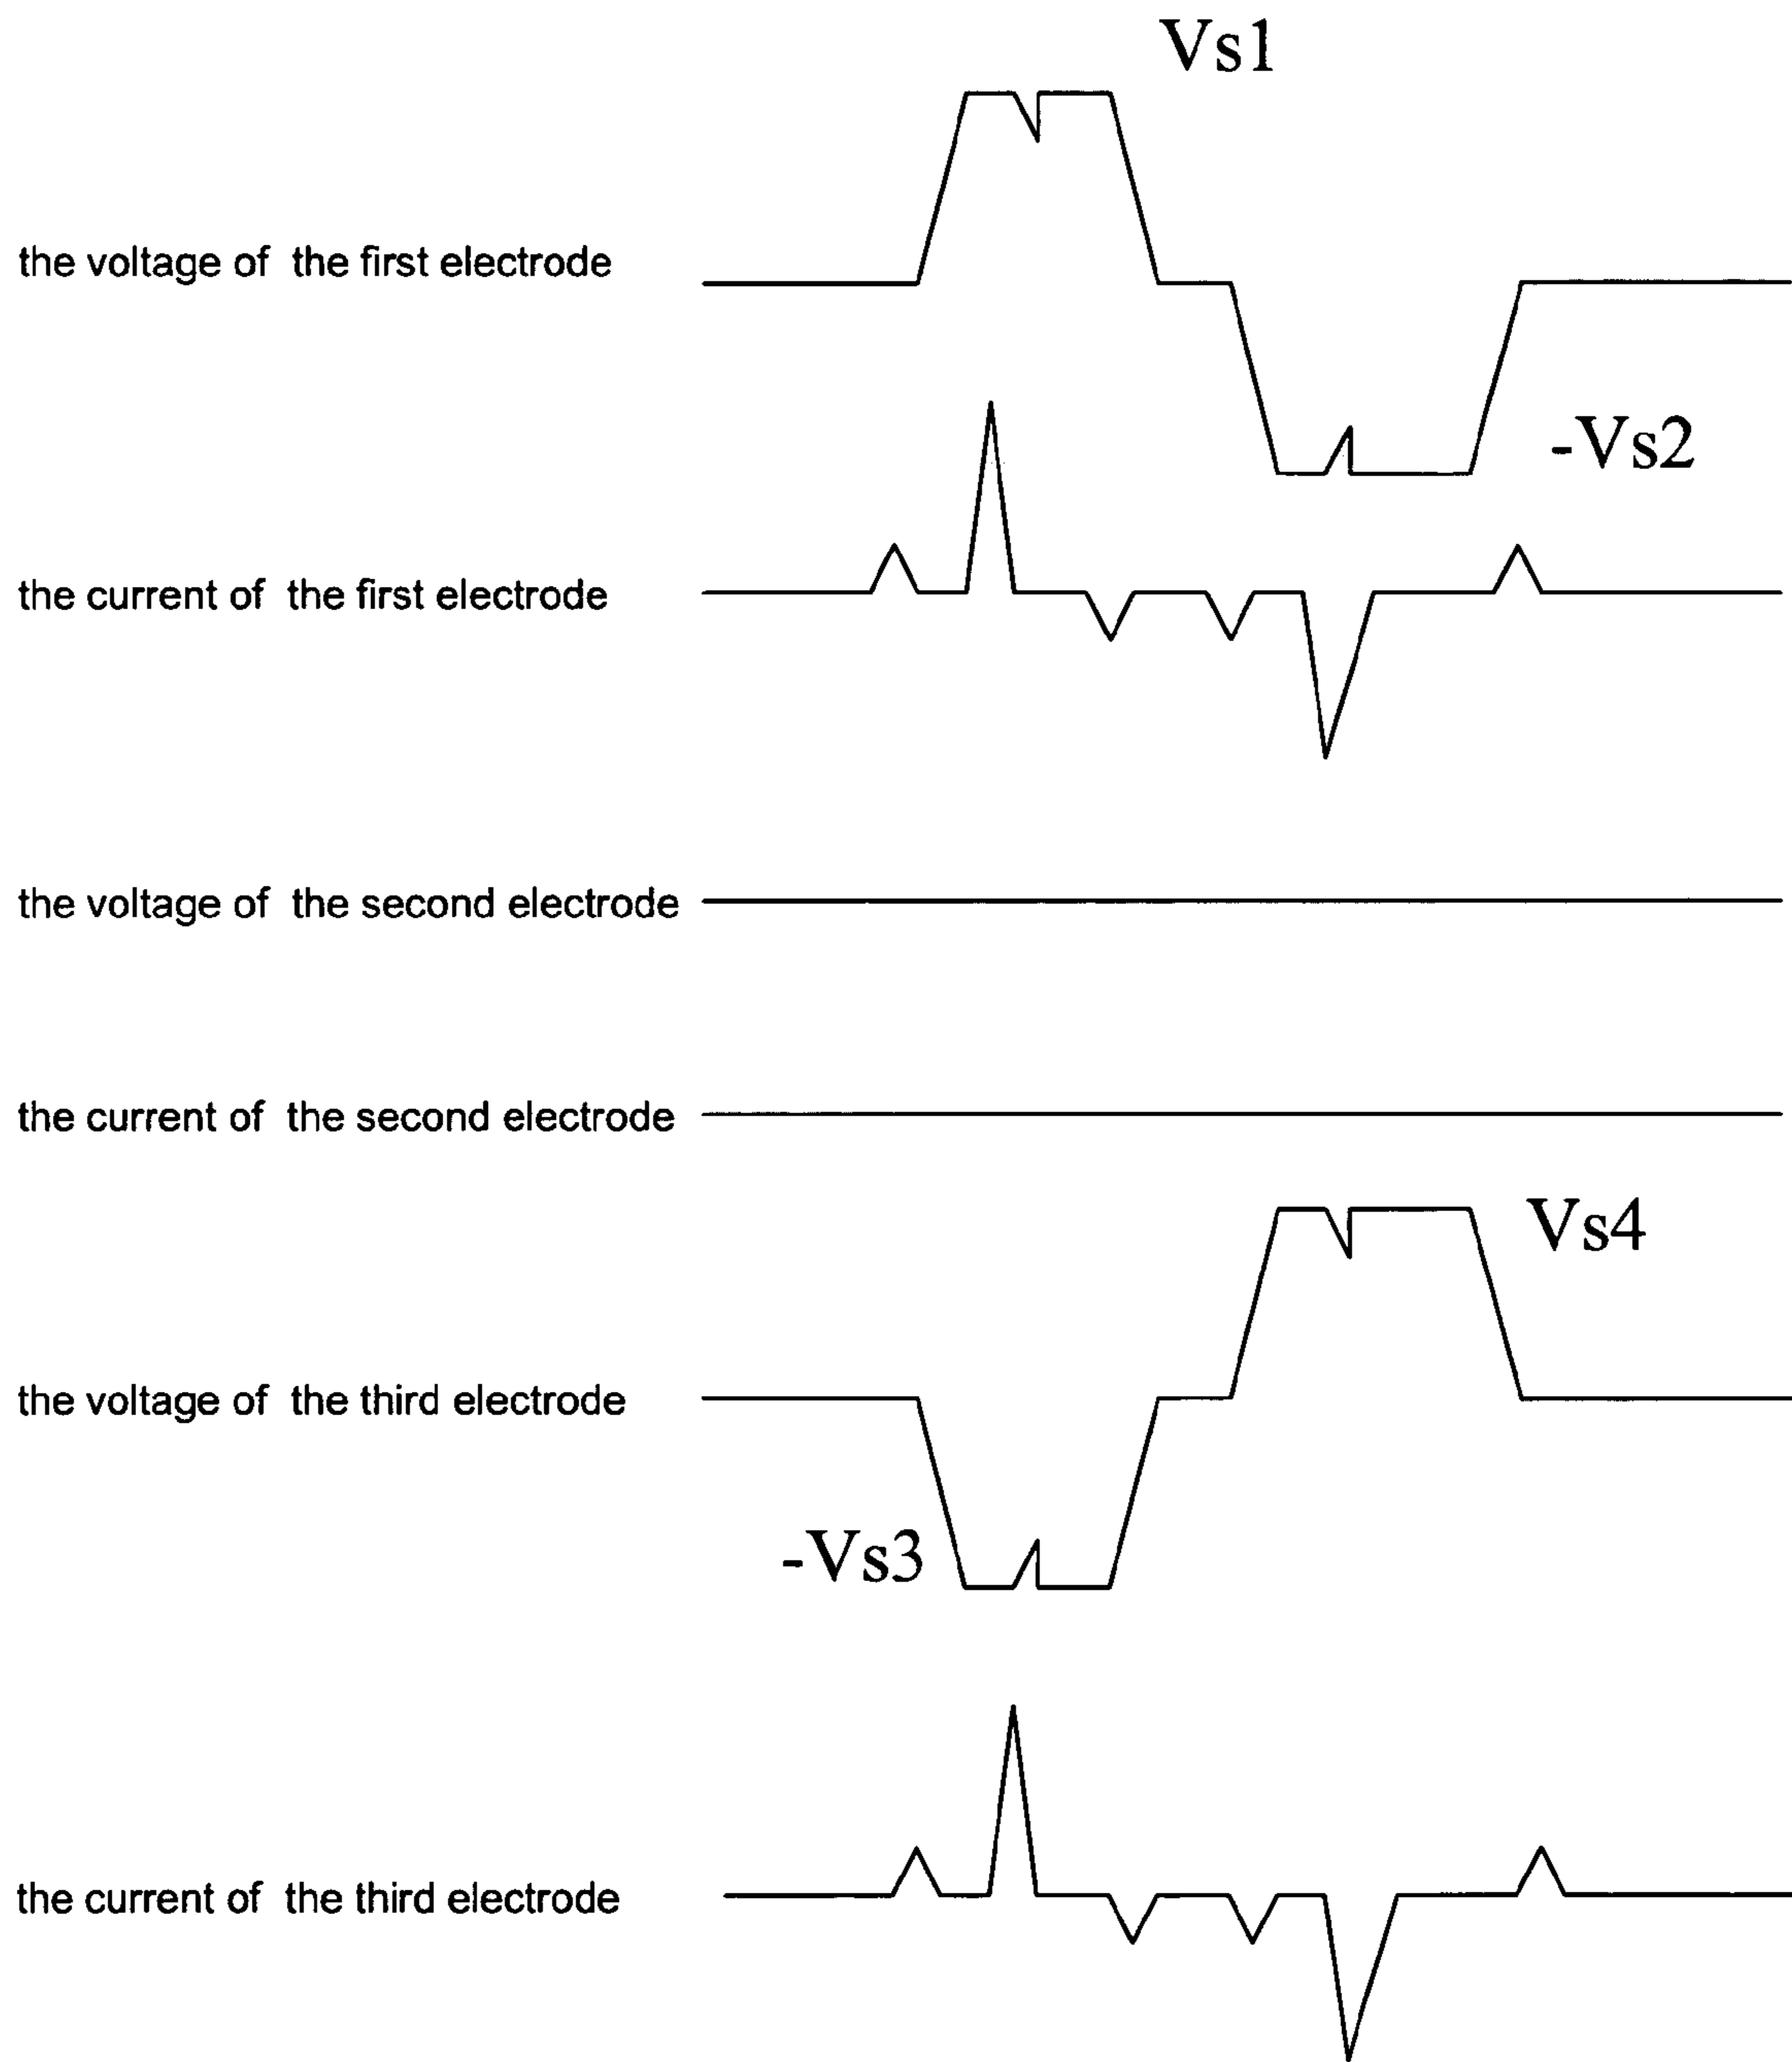 Vs1
the voltage of the first electrode
-Vs2
the current of the first electrode
the voltage of the second electrode
the current of the second electrode
Vs4
the voltage of the third electrode
-Vs3
the current of the third electrode